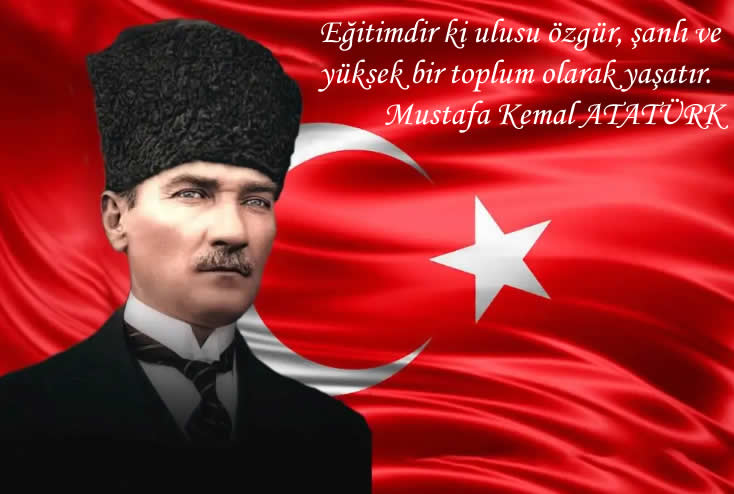 Eğitimdir ki ulusu özgür, şanlı ve
yüksek bir toplum olarak yaşatır.
Mustafa Kemal ATATÜRK